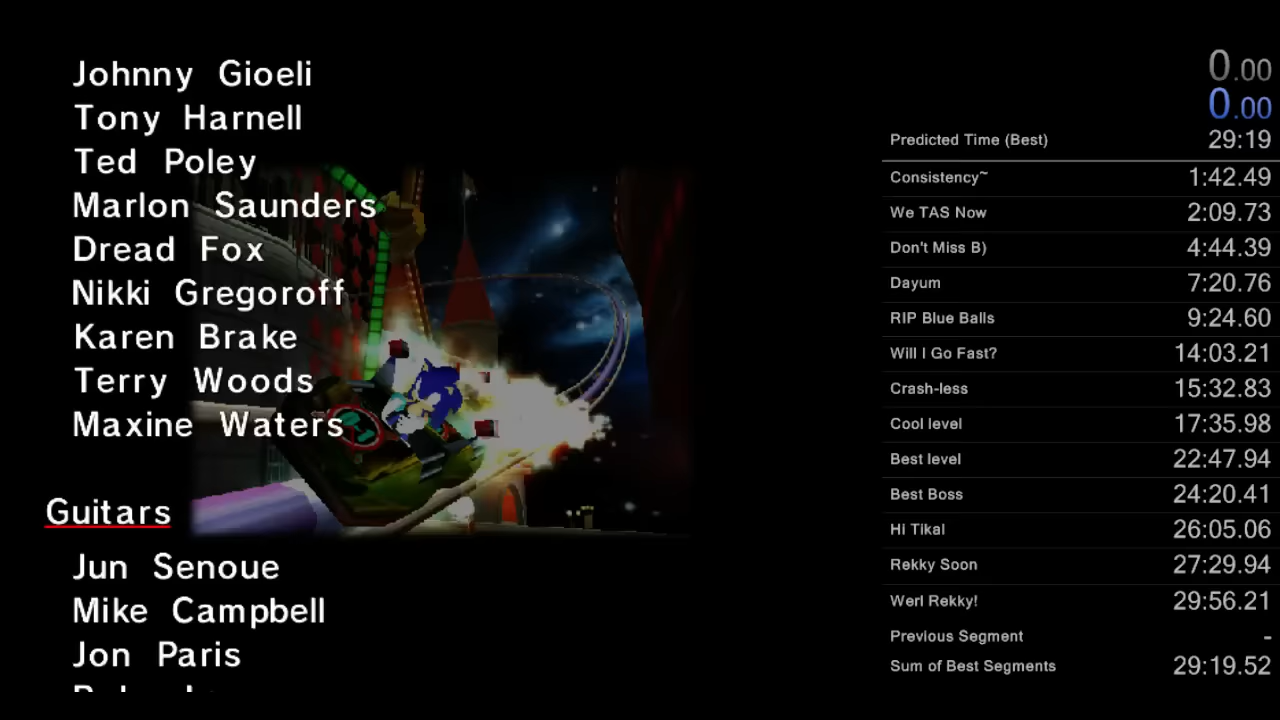 Johnny Gioeli
Tony Harnell
Ted Poley
Marlon Saunders
Dread Fox
Nikki Gregoroff
Karen Brake
Terry Woods
Maxine Waters
Guitars
Jun Senoue
Mike Campbell
Jon Paris
0.00
0.00
Predicted Time (Best) 29:19
Consistency~ 1:42.49
We TAS Now 2:09.73
Don't Miss B) 4:44.39
Dayum 7:20.76
RIP Blue Balls 9:24.60
Will I Go Fast? 14:03.21
Crash-less 15:32.83
Cool level 17:35.98
Best level 22:47.94
Best Boss 24:20.41
Hi Tikal 26:05.06
Rekky Soon 27:29.94
Werl Rekky! 29:56.21
Previous Segment -
Sum of Best Segments 29:19.52